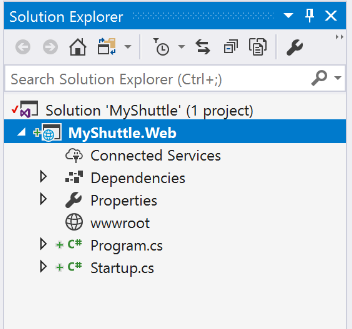 Solution Explorer
Search Solution Explorer (Ctrl+;)
Solution 'MyShuttle' (1 project)
MyShuttle.Web
Connected Services
Dependencies
Properties
wwwroot
C# Program.cs
C# Startup.cs